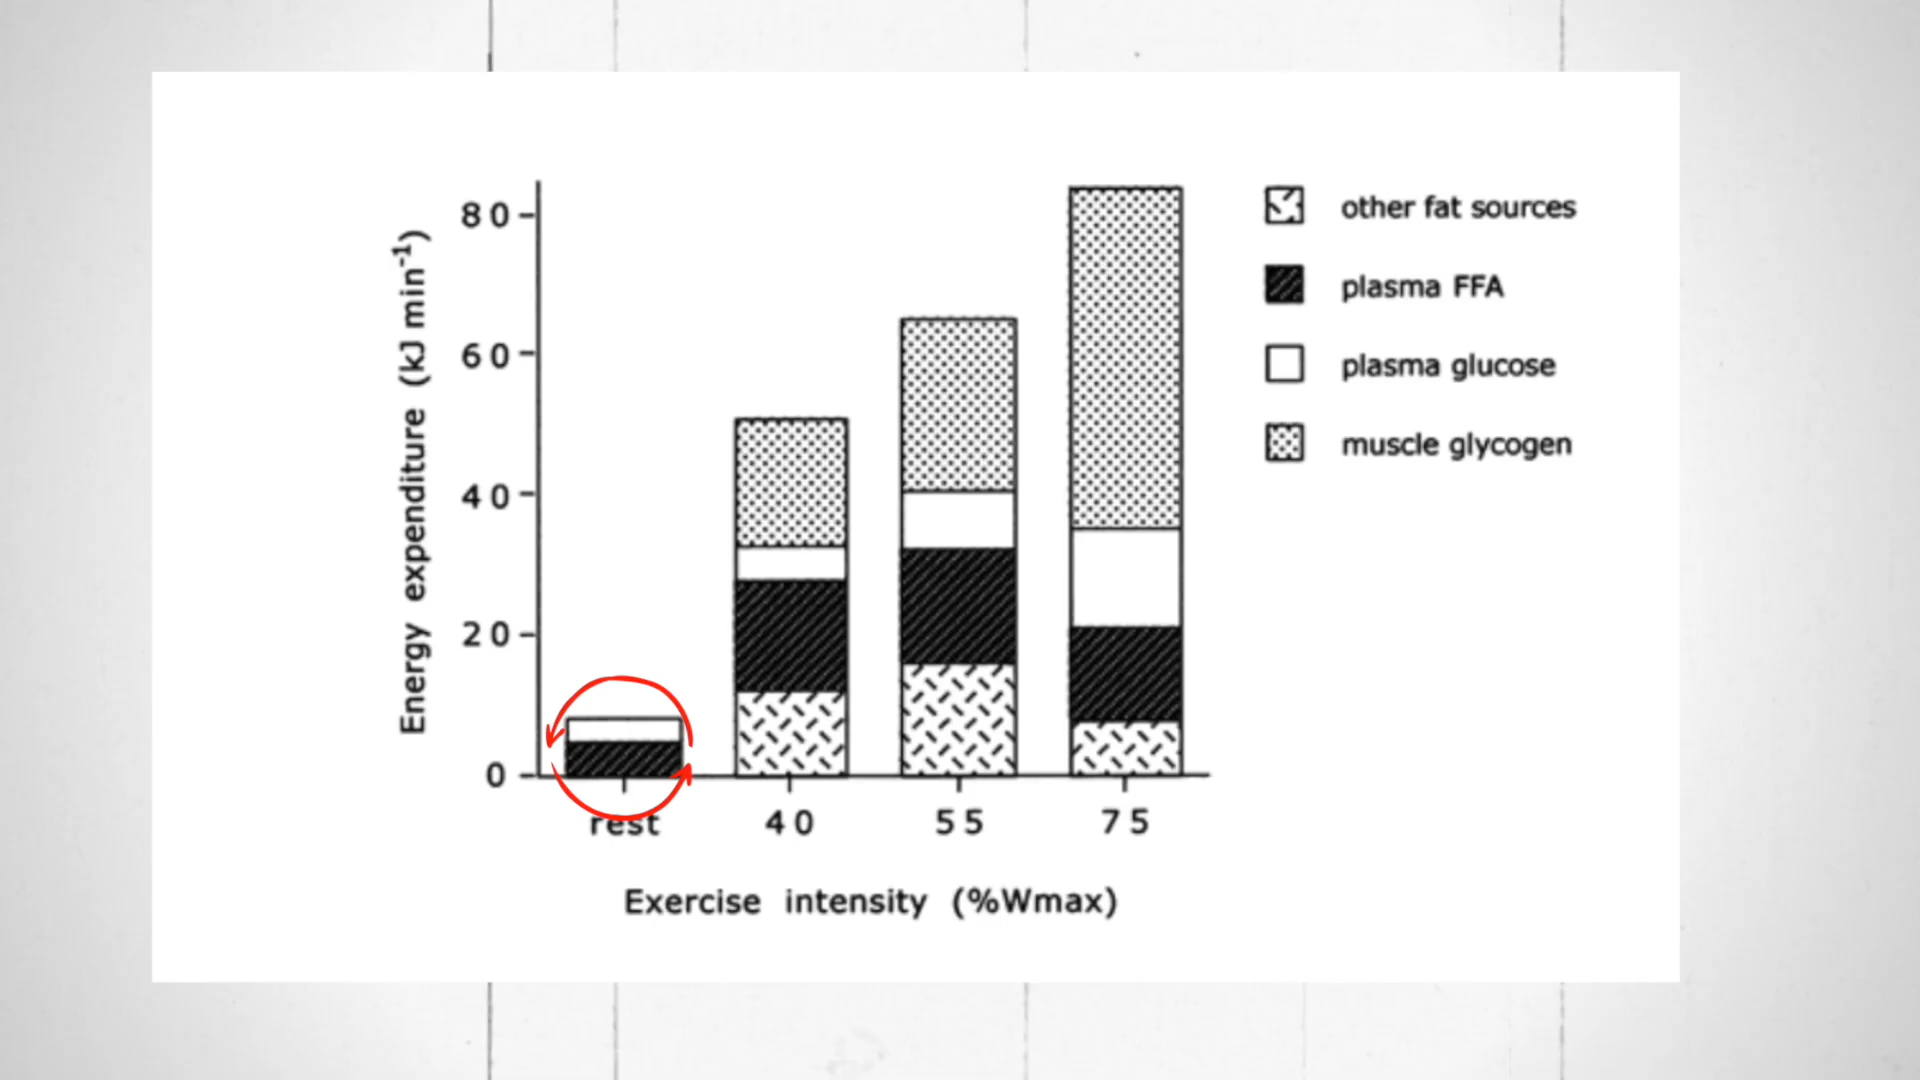 Energy expenditure (kJ min-1)
80
60
40
20
0
rest 40 55 75
Exercise intensity (%Wmax)
other fat sources
plasma FFA
plasma glucose
muscle glycogen